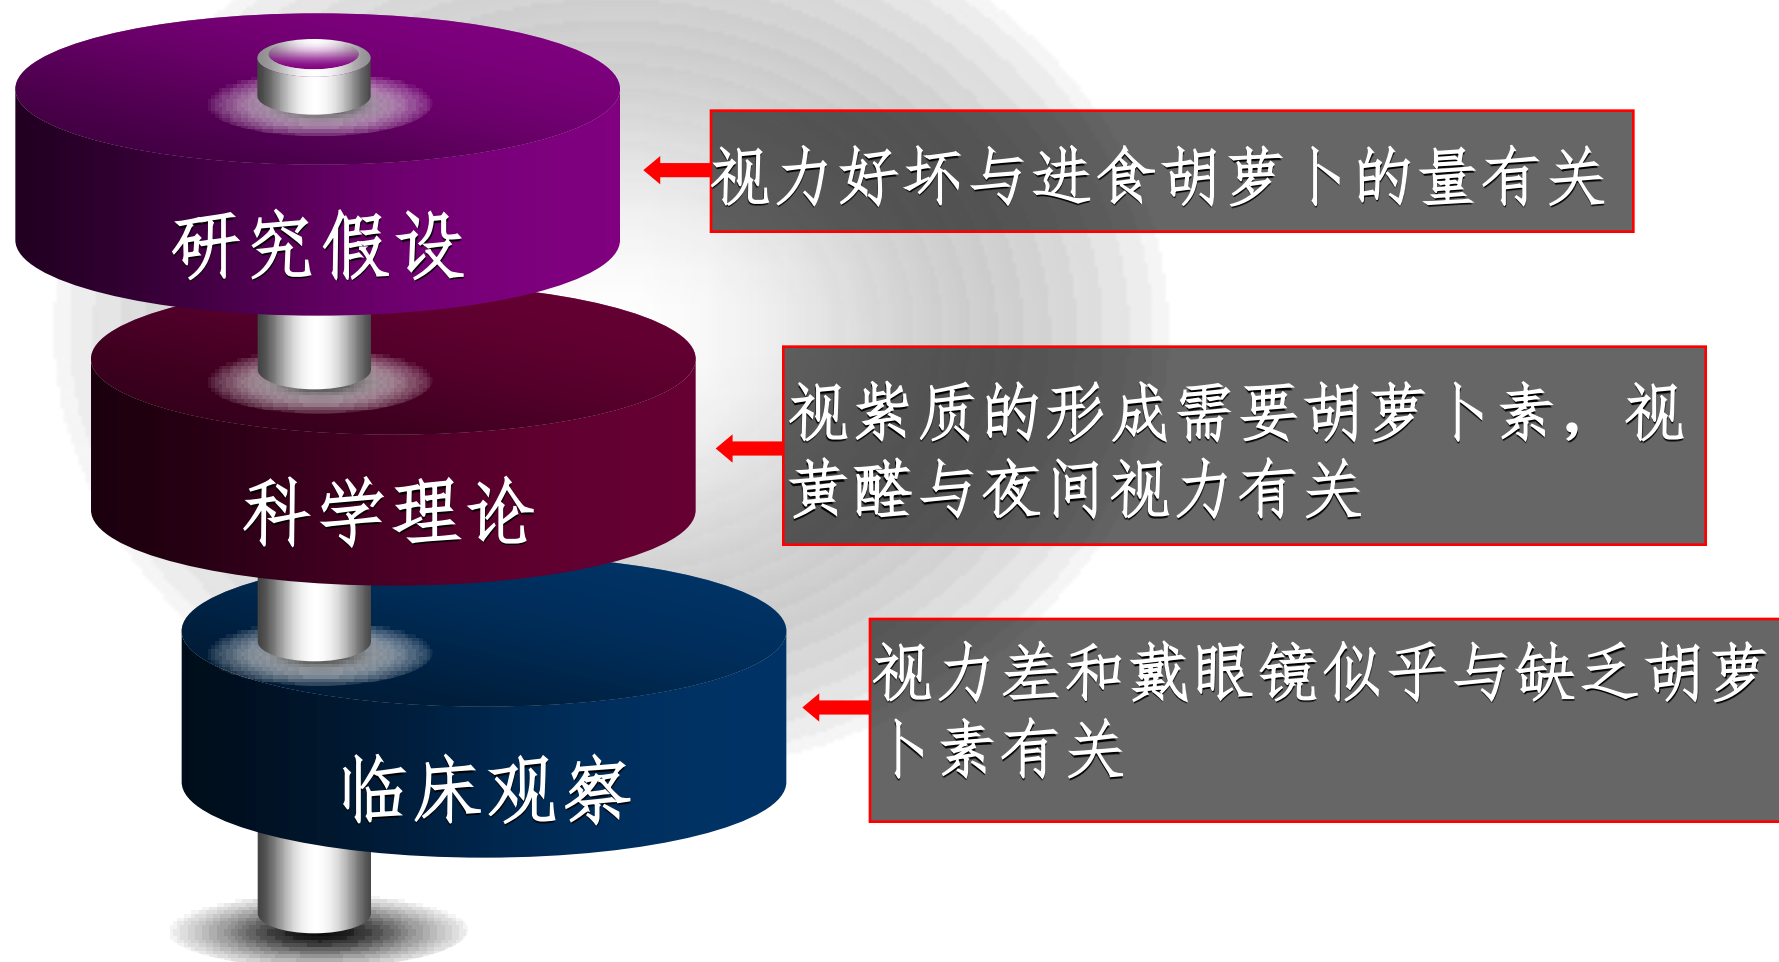 视力好坏与进食胡萝卜的量有关
研究假设
视紫质的形成需要胡萝卜素，视
黄醛与夜间视力有关
科学理论
视力差和戴眼镜似乎与缺乏胡萝
卜素有关
临床观察